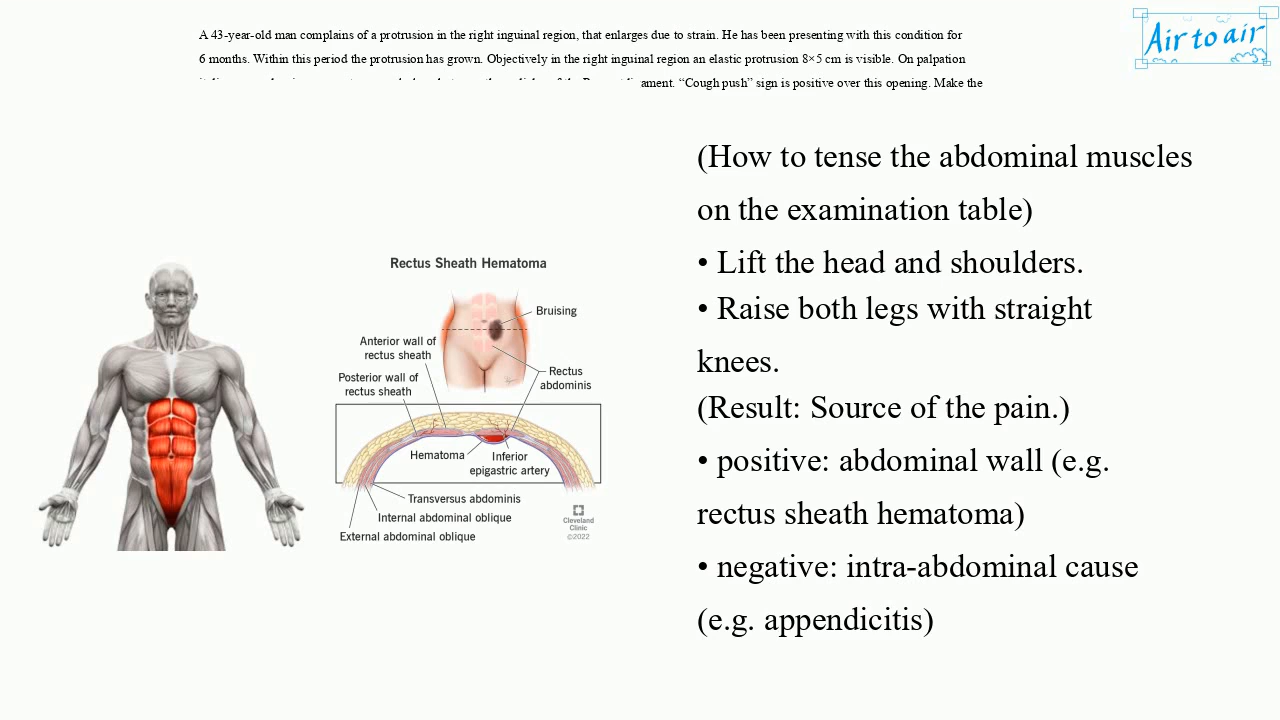 A 43-year-old man complains of a protrusion in the right inguinal region, that enlarges due to strain. He has been presenting with this condition for
6 months. Within this period the protrusion has grown. Objectively in the right inguinal region an elastic protrusion 8×5 cm is visible. On palpation
ament. “Cough push” sign is positive over this opening. Make the
Air to air
(How to tense the abdominal muscles
on the examination table)
• Lift the head and shoulders.
• Raise both legs with straight
knees.
(Result: Source of the pain.)
• positive: abdominal wall (e.g.
rectus sheath hematoma)
• negative: intra-abdominal cause
(e.g. appendicitis)
Rectus Sheath Hematoma
Bruising
Anterior wall of
rectus sheath
Posterior wall of
rectus sheath
Rectus
abdominis
Hematoma
Inferior
epigastric artery
Transversus abdominis
Internal abdominal oblique
External abdominal oblique
Cleveland
Clinic
©2022